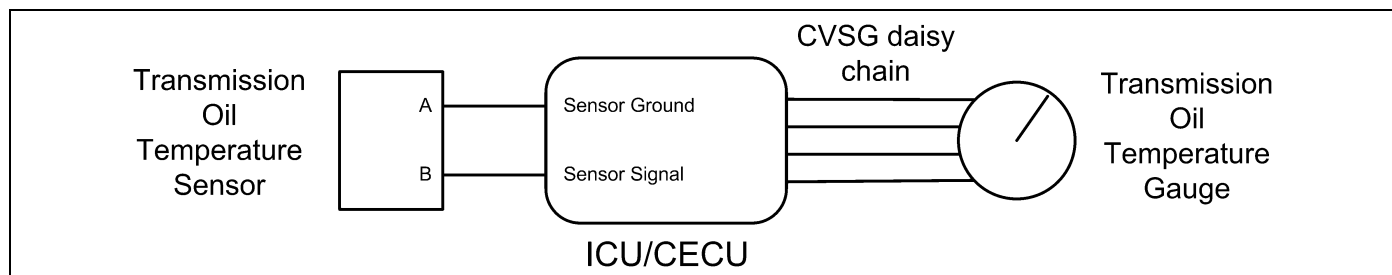 Transmission
Oil
Temperature
Sensor
A
B
Sensor Ground
Sensor Signal
ICU/CECU
CVSG daisy
chain
Transmission
Oil
Temperature
Gauge